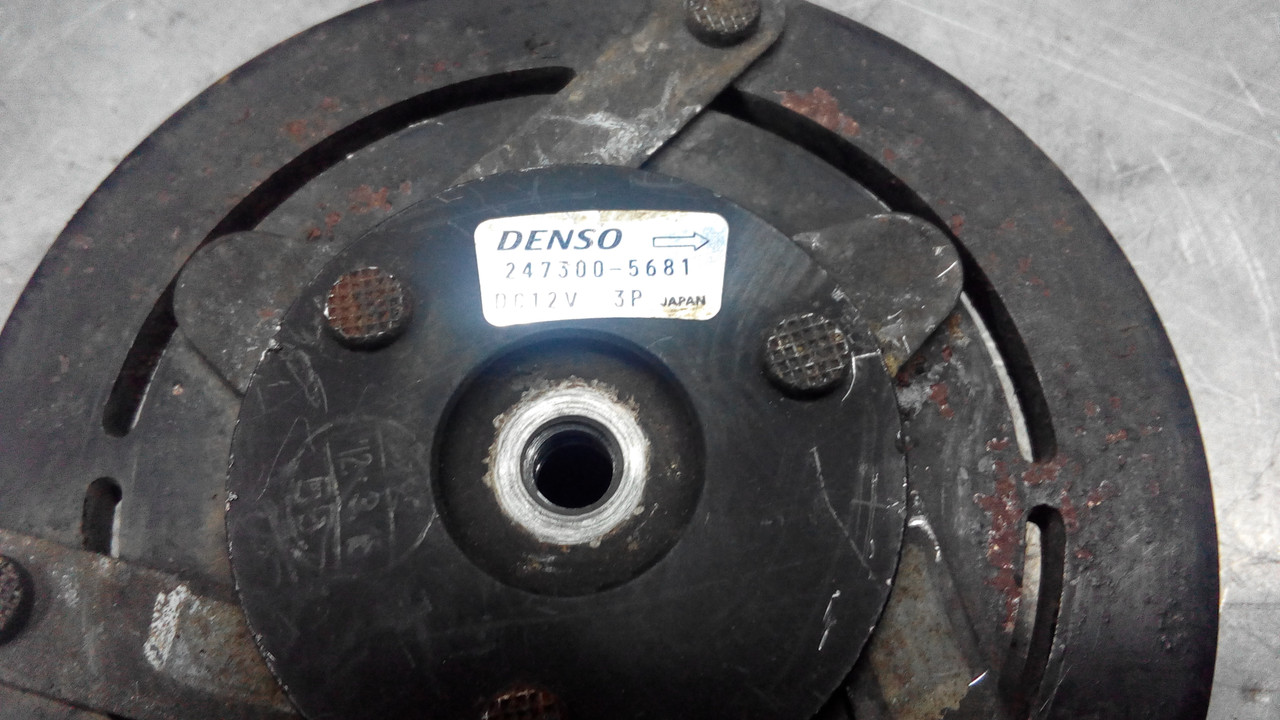 DENSO
247300-5681
DC12V 3P JAPAN